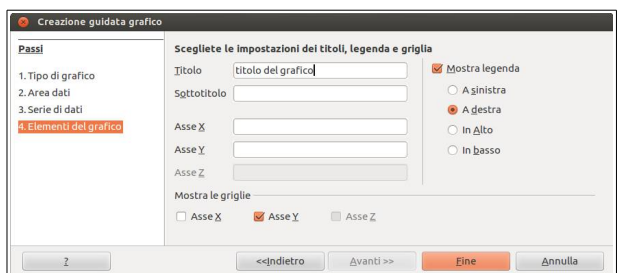 Creazione guidata grafico
Passi
1. Tipo di grafico
2. Area dati
3. Serie di dati
4. Elementi del grafico
Scegliete le impostazioni dei titoli, legenda e griglia
Titolo
titolo del grafico
Sottotitolo
Asse X
Asse Y
Asse Z
Mostra legenda
A sinistra
A destra
In Alto
In basso
Mostra le griglie
Asse X
Asse Y
Asse Z
?
<<Indietro
Avanti >>
Fine
Annulla